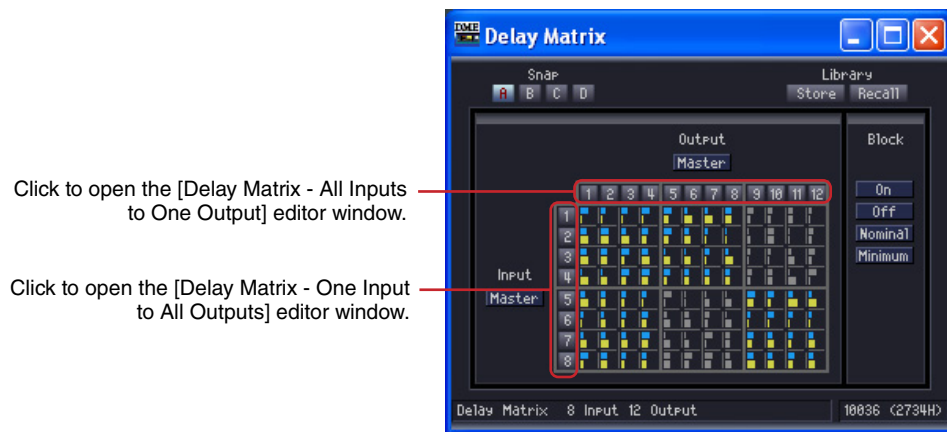 DME Delay Matrix
Snap
A B C D
Library
Store Recall
Output
Master
Block
Click to open the [Delay Matrix - All Inputs
to One Output] editor window.
1 2 3 4 5 6 7 8 9 10 11 12
On
Off
Nominal
Minimum
1
2
3
4
5
6
7
8
Input
Master
Click to open the [Delay Matrix - One Input
to All Outputs] editor window.
Delay Matrix 8 Input 12 Output
10036 (2734H)